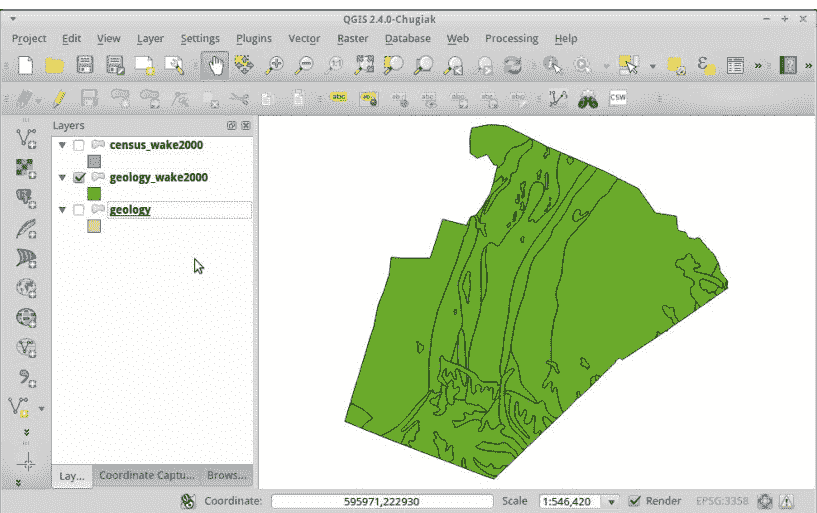 QGIS 2.4.0-Chugiak
Project Edit View Layer Settings Plugins Vector Raster Database Web Processing Help
abc
CSW
Layers
census_wake2000
geology_wake2000
geology
Lay... Coordinate Captu... Brows...
Coordinate: 595971,222930 Scale 1:546,420 Render EPSG:3358